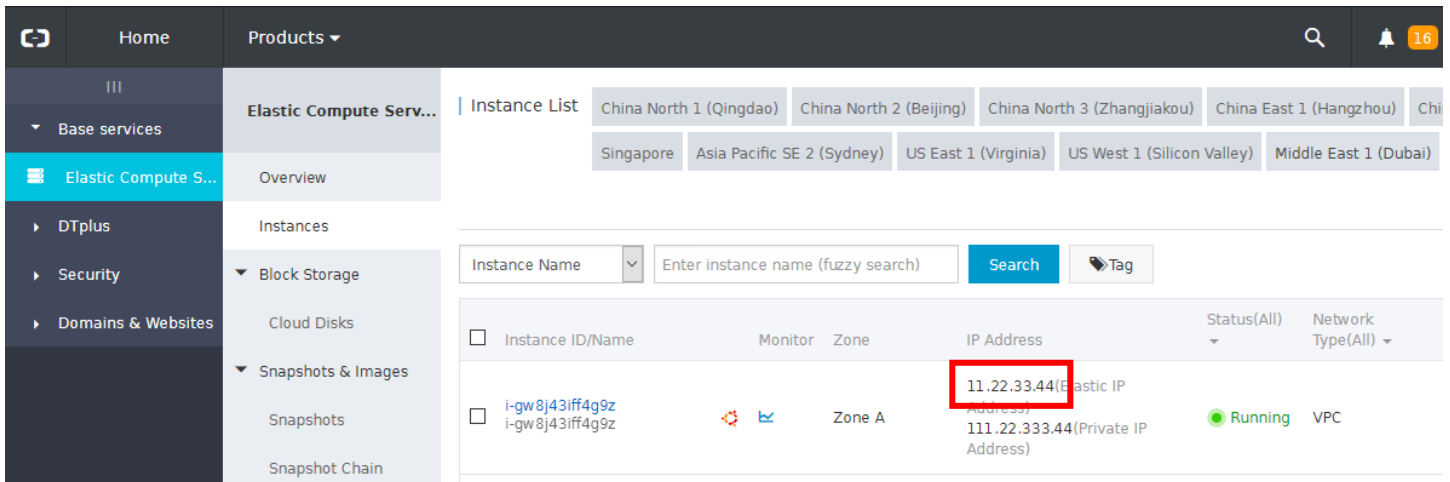 Home Products 16
Elastic Compute Serv...
Instance List China North 1 (Qingdao) China North 2 (Beijing) China North 3 (Zhangjiakou) China East 1 (Hangzhou)
Base services
Singapore Asia Pacific SE 2 (Sydney) US East 1 (Virginia) US West 1 (Silicon Valley) Middle East 1 (Dubai)
Elastic Compute S... Overview
DTplus Instances
Instance Name Enter instance name (fuzzy search) Search Tag
Security Block Storage
Domains & Websites Cloud Disks
Instance ID/Name Monitor Zone IP Address Status(All) Network
Type(All)
Snapshots & Images
Snapshots
Snapshot Chain
i-gw8j43iff4g9z
i-gw8j43iff4g9z
Zone A
11.22.33.44(Elastic IP
Address)
111.22.333.44(Private IP
Address)
Running VPC